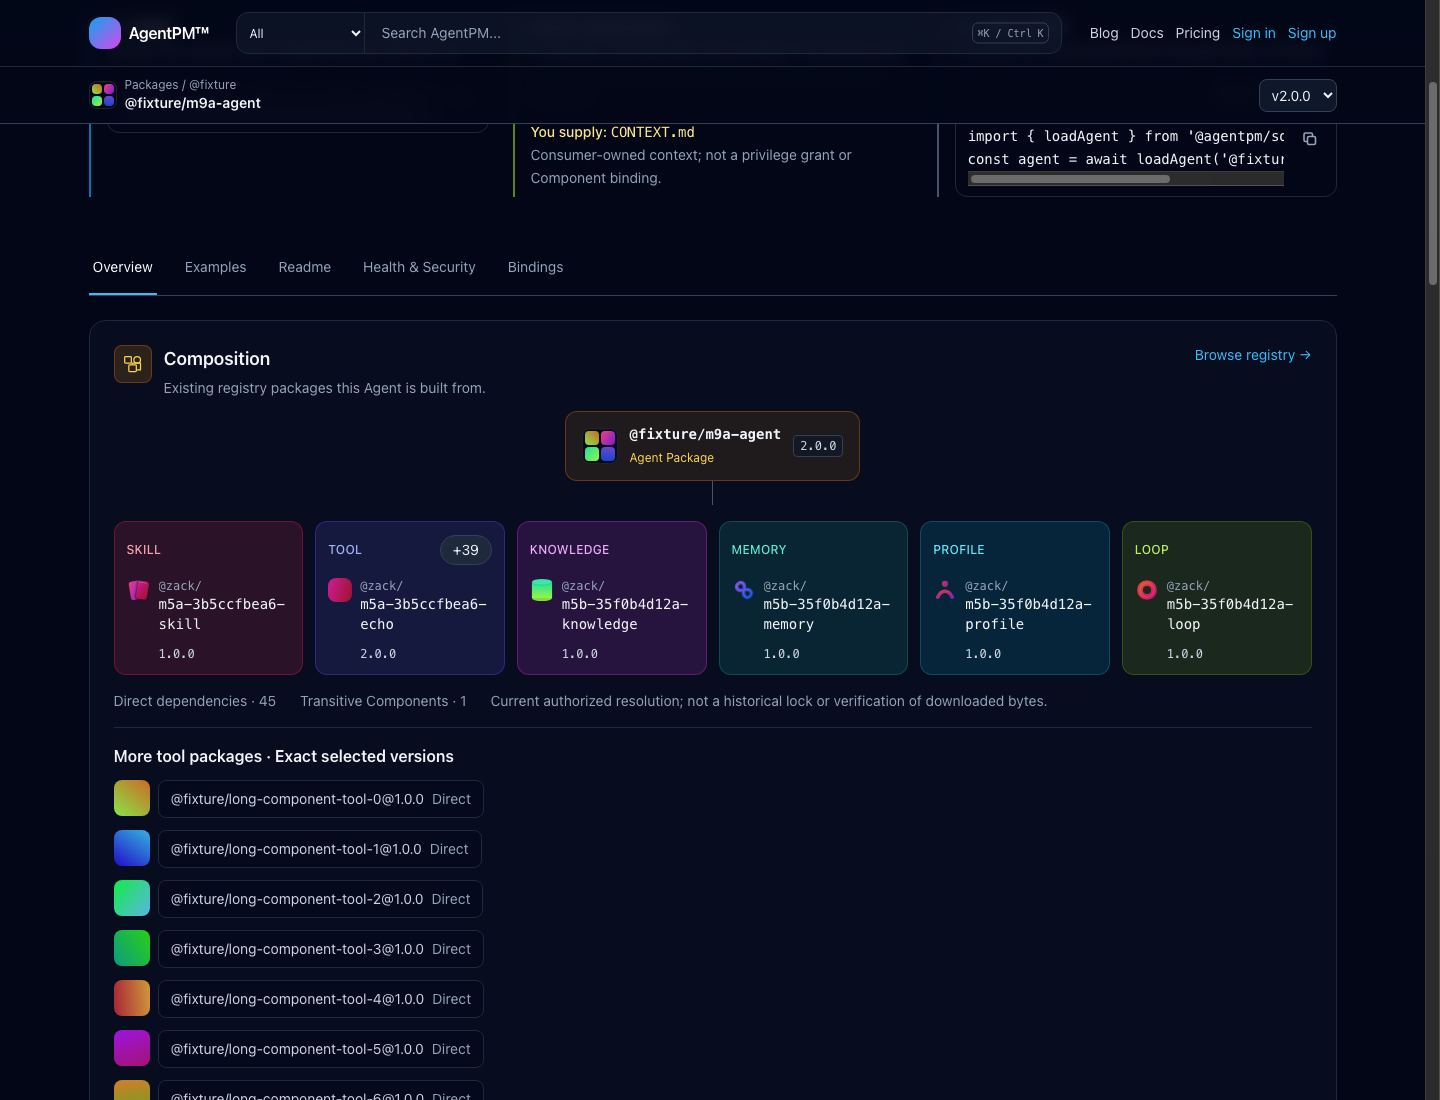 AgentPM™
All
Search AgentPM...
⌘K / Ctrl K
Blog Docs Pricing Sign in Sign up
Packages / @fixture
@fixture/m9a-agent
v2.0.0
You supply: CONTEXT.md
Consumer-owned context; not a privilege grant or
Component binding.
import { loadAgent } from '@agentpm/sd
const agent = await loadAgent('@fixtur
Overview Examples Readme Health & Security Bindings
Composition
Existing registry packages this Agent is built from.
Browse registry →
@fixture/m9a-agent
Agent Package
2.0.0
SKILL
@zack/
m5a-3b5ccfbea6-
skill
1.0.0
TOOL
+39
@zack/
m5a-3b5ccfbea6-
echo
2.0.0
KNOWLEDGE
@zack/
m5b-35f0b4d12a-
knowledge
1.0.0
MEMORY
@zack/
m5b-35f0b4d12a-
memory
1.0.0
PROFILE
@zack/
m5b-35f0b4d12a-
profile
1.0.0
LOOP
@zack/
m5b-35f0b4d12a-
loop
1.0.0
Direct dependencies · 45 Transitive Components · 1 Current authorized resolution; not a historical lock or verification of downloaded bytes.
More tool packages · Exact selected versions
@fixture/long-component-tool-0@1.0.0 Direct
@fixture/long-component-tool-1@1.0.0 Direct
@fixture/long-component-tool-2@1.0.0 Direct
@fixture/long-component-tool-3@1.0.0 Direct
@fixture/long-component-tool-4@1.0.0 Direct
@fixture/long-component-tool-5@1.0.0 Direct
@fixture/long-component-tool-6@1.0.0 Direct